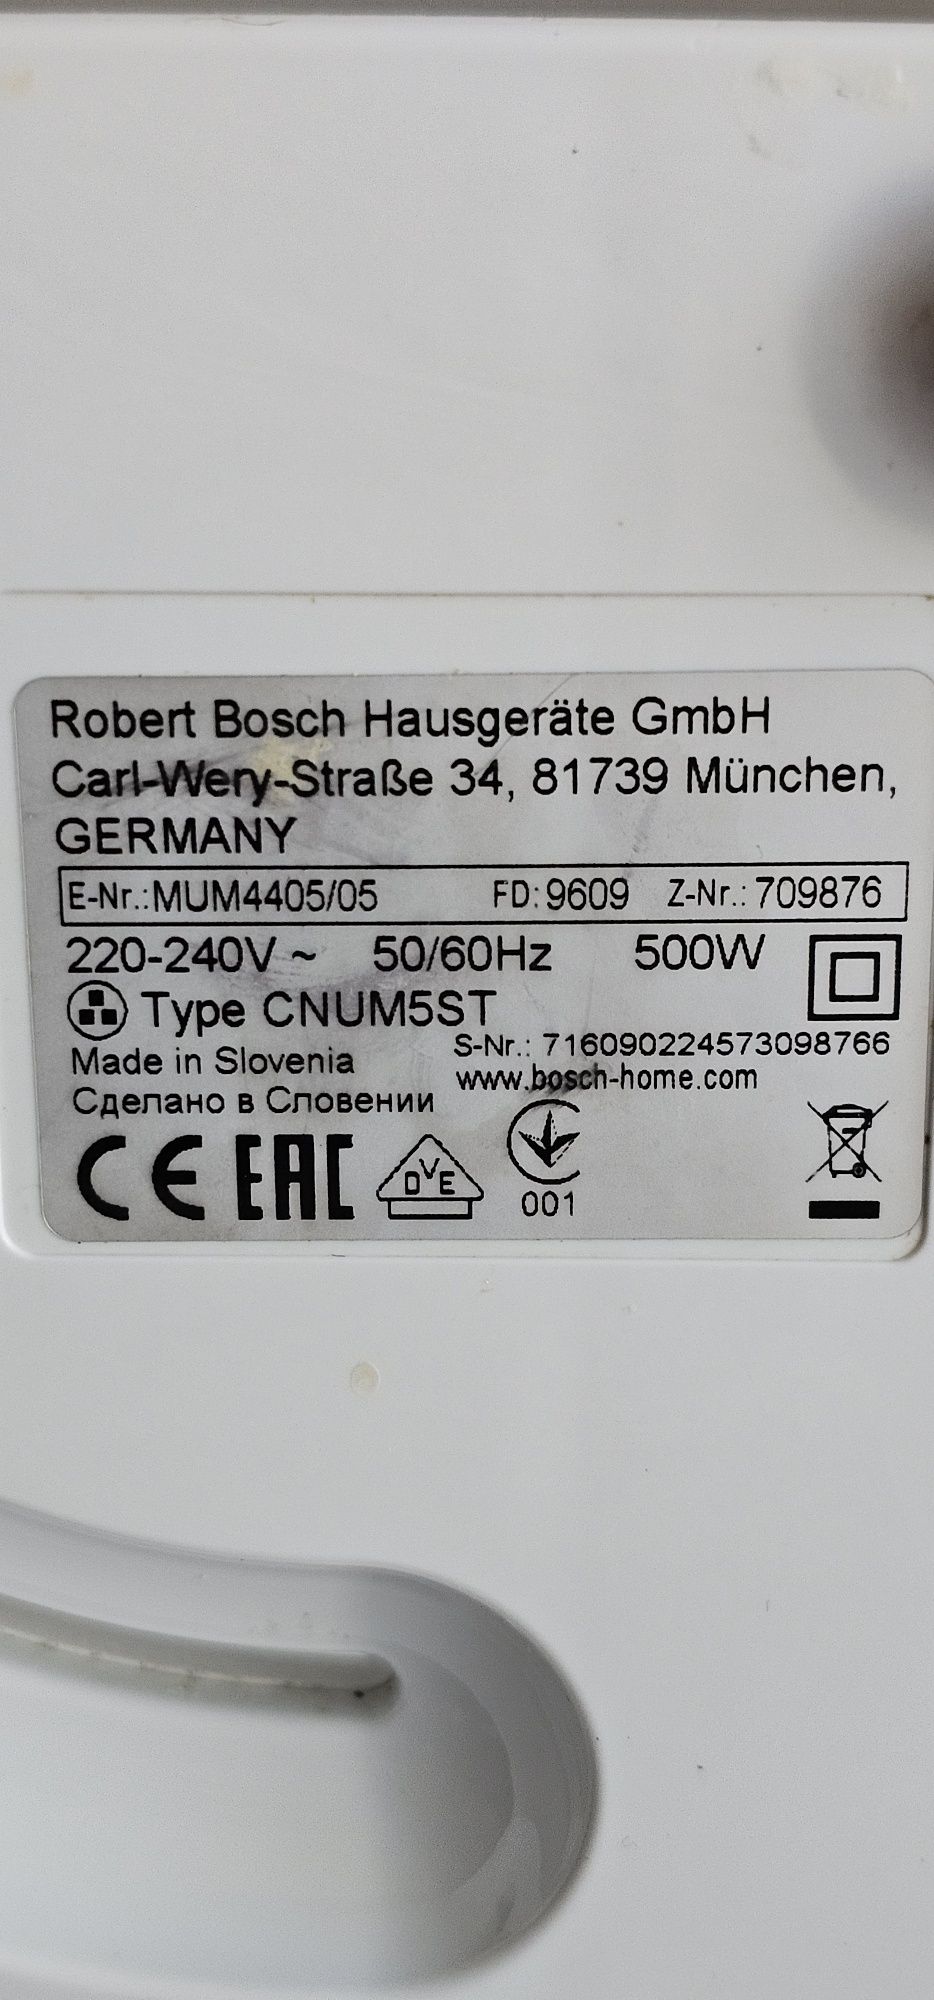 Robert Bosch Hausgeräte GmbH
Carl-Wery-Straße 34, 81739 München,
GERMANY
E-Nr.:MUM4405/05 FD:9609 Z-Nr.:709876
220-240V ~ 50/60Hz 500W
Type CNUM5ST
S-Nr.: 716090224573098766
Made in Slovenia
www.bosch-home.com
Сделано в Словении
CE EAC DVE
001